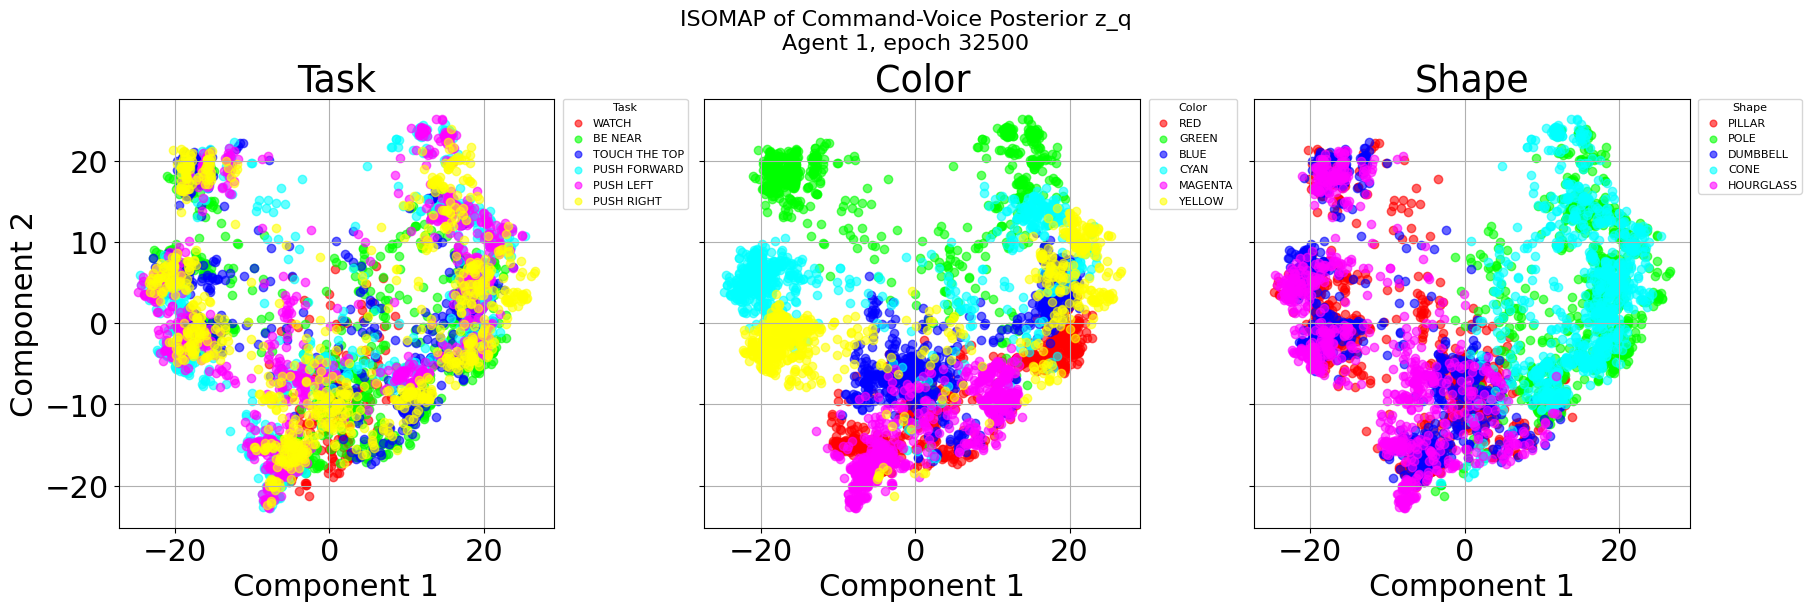 ISOMAP of Command-Voice Posterior z_q
Agent 1, epoch 32500
Task
Color
Shape
Task
WATCH
BE NEAR
TOUCH THE TOP
PUSH FORWARD
PUSH LEFT
PUSH RIGHT
Color
RED
GREEN
BLUE
CYAN
MAGENTA
YELLOW
Shape
PILLAR
POLE
DUMBBELL
CONE
HOURGLASS
Component 2
20
10
0
−10
−20
−20 0 20
−20 0 20
−20 0 20
Component 1
Component 1
Component 1